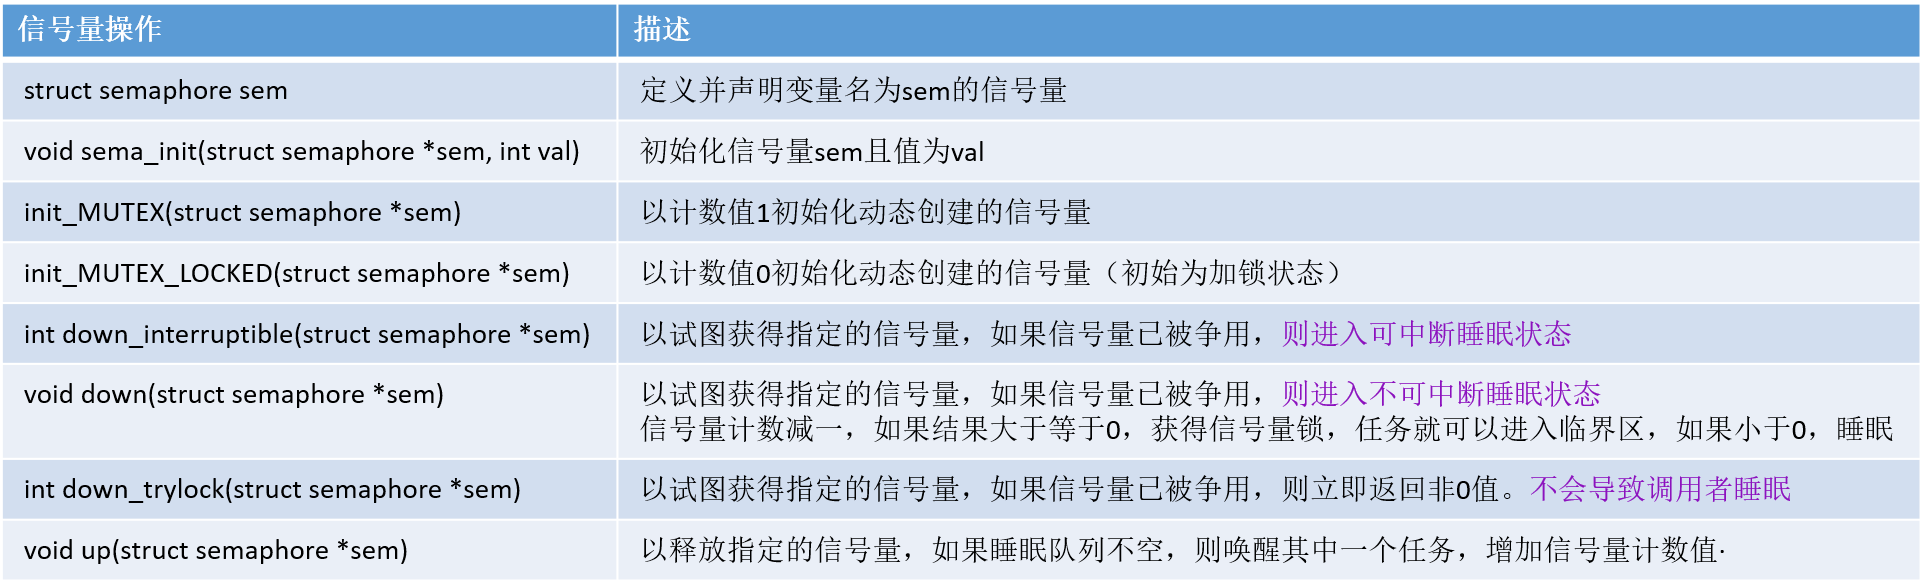 信号量操作
描述
struct semaphore sem
定义并声明变量名为sem的信号量
void sema_init(struct semaphore *sem, int val)
初始化信号量sem且值为val
init_MUTEX(struct semaphore *sem)
以计数值1初始化动态创建的信号量
init_MUTEX_LOCKED(struct semaphore *sem)
以计数值0初始化动态创建的信号量（初始为加锁状态）
int down_interruptible(struct semaphore *sem)
以试图获得指定的信号量，如果信号量已被争用，则进入可中断睡眠状态
void down(struct semaphore *sem)
以试图获得指定的信号量，如果信号量已被争用，则进入不可中断睡眠状态
信号量计数减一，如果结果大于等于0，获得信号量锁，任务就可以进入临界区，如果小于0，睡眠
int down_trylock(struct semaphore *sem)
以试图获得指定的信号量，如果信号量已被争用，则立即返回非0值。不会导致调用者睡眠
void up(struct semaphore *sem)
以释放指定的信号量，如果睡眠队列不空，则唤醒其中一个任务，增加信号量计数值·